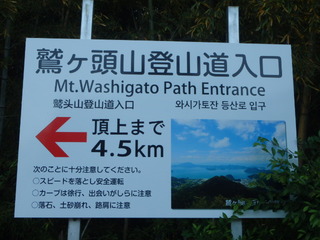 鷲ヶ頭山登山道入口
Mt.Washigato Path Entrance
鷲头山登山道入口
와시가토잔 등산로 입구
頂上まで
4.5km
次のことに十分注意してください。
○スピードを落とし安全運転
○カーブは徐行、出会いがしらに注意
○落石、土砂崩れ、路肩に注意